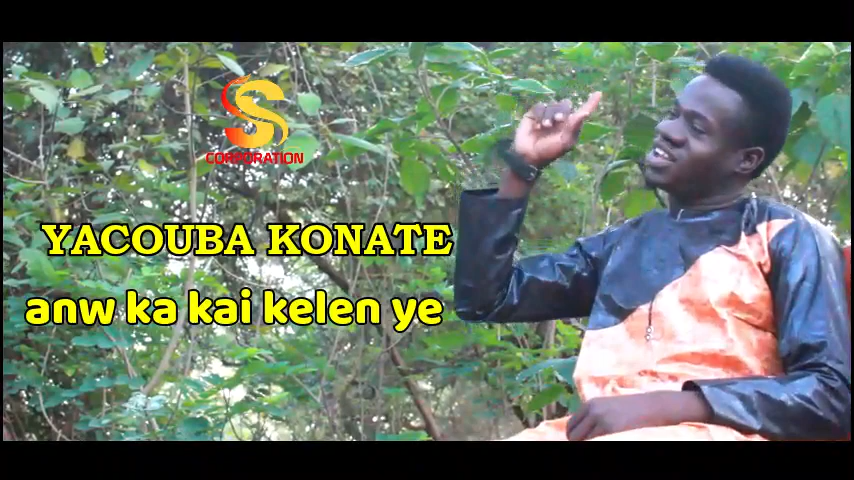 S
CORPORATION
YACOUBA KONATE
anw ka kai kelen ye